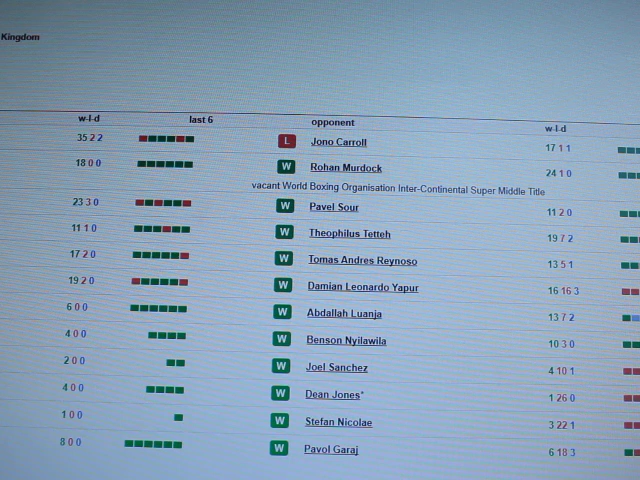 Kingdom
w-l-d last 6 opponent w-l-d
35 2 2 L Jono Carroll 17 1 1
18 0 0 W Rohan Murdock 24 1 0
vacant World Boxing Organisation Inter-Continental Super Middle Title
23 3 0 W Pavel Sour 11 2 0
11 1 0 W Theophilus Tetteh 19 7 2
17 2 0 W Tomas Andres Reynoso 13 5 1
19 2 0 W Damian Leonardo Yapur 16 16 3
6 0 0 W Abdallah Luanja 13 7 2
4 0 0 W Benson Nyilawila 10 3 0
2 0 0 W Joel Sanchez 4 10 1
4 0 0 W Dean Jones* 1 26 0
1 0 0 W Stefan Nicolae 3 22 1
8 0 0 W Pavol Garaj 6 18 3